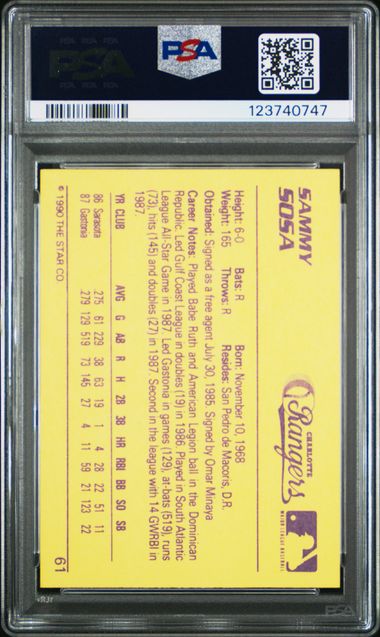 PSA
PSA
123740747
SAMMY
SOSA
CHARLOTTE
Rangers
MAJOR LEAGUE BASEBALL
Height: 6-0 Bats: R Born: November 10, 1968
Weight: 165 Throws: R Resides: San Pedro de Macoris, D.R.
Obtained: Signed as a free agent July 30, 1985. Signed by Omar Minaya
Career Notes: Played Babe Ruth and American Legion ball in the Dominican
Republic. Led Gulf Coast League in doubles (19) in 1986. Played in South Atlantic
League All-Star Game in 1987. Led Gastonia in games (129), at-bats (519), runs
(73), hits (145) and doubles (27) in 1987. Second in the league with 14 GWRBI in
1987.
YR CLUB AVG G AB R H 2B 3B HR RBI BB SO SB
86 Sarasota 275 61 229 38 63 19 1 4 28 22 51 11
87 Gastonia 279 129 519 73 145 27 4 11 59 21 123 22
© 1990 THE STAR CO.
61
PSA